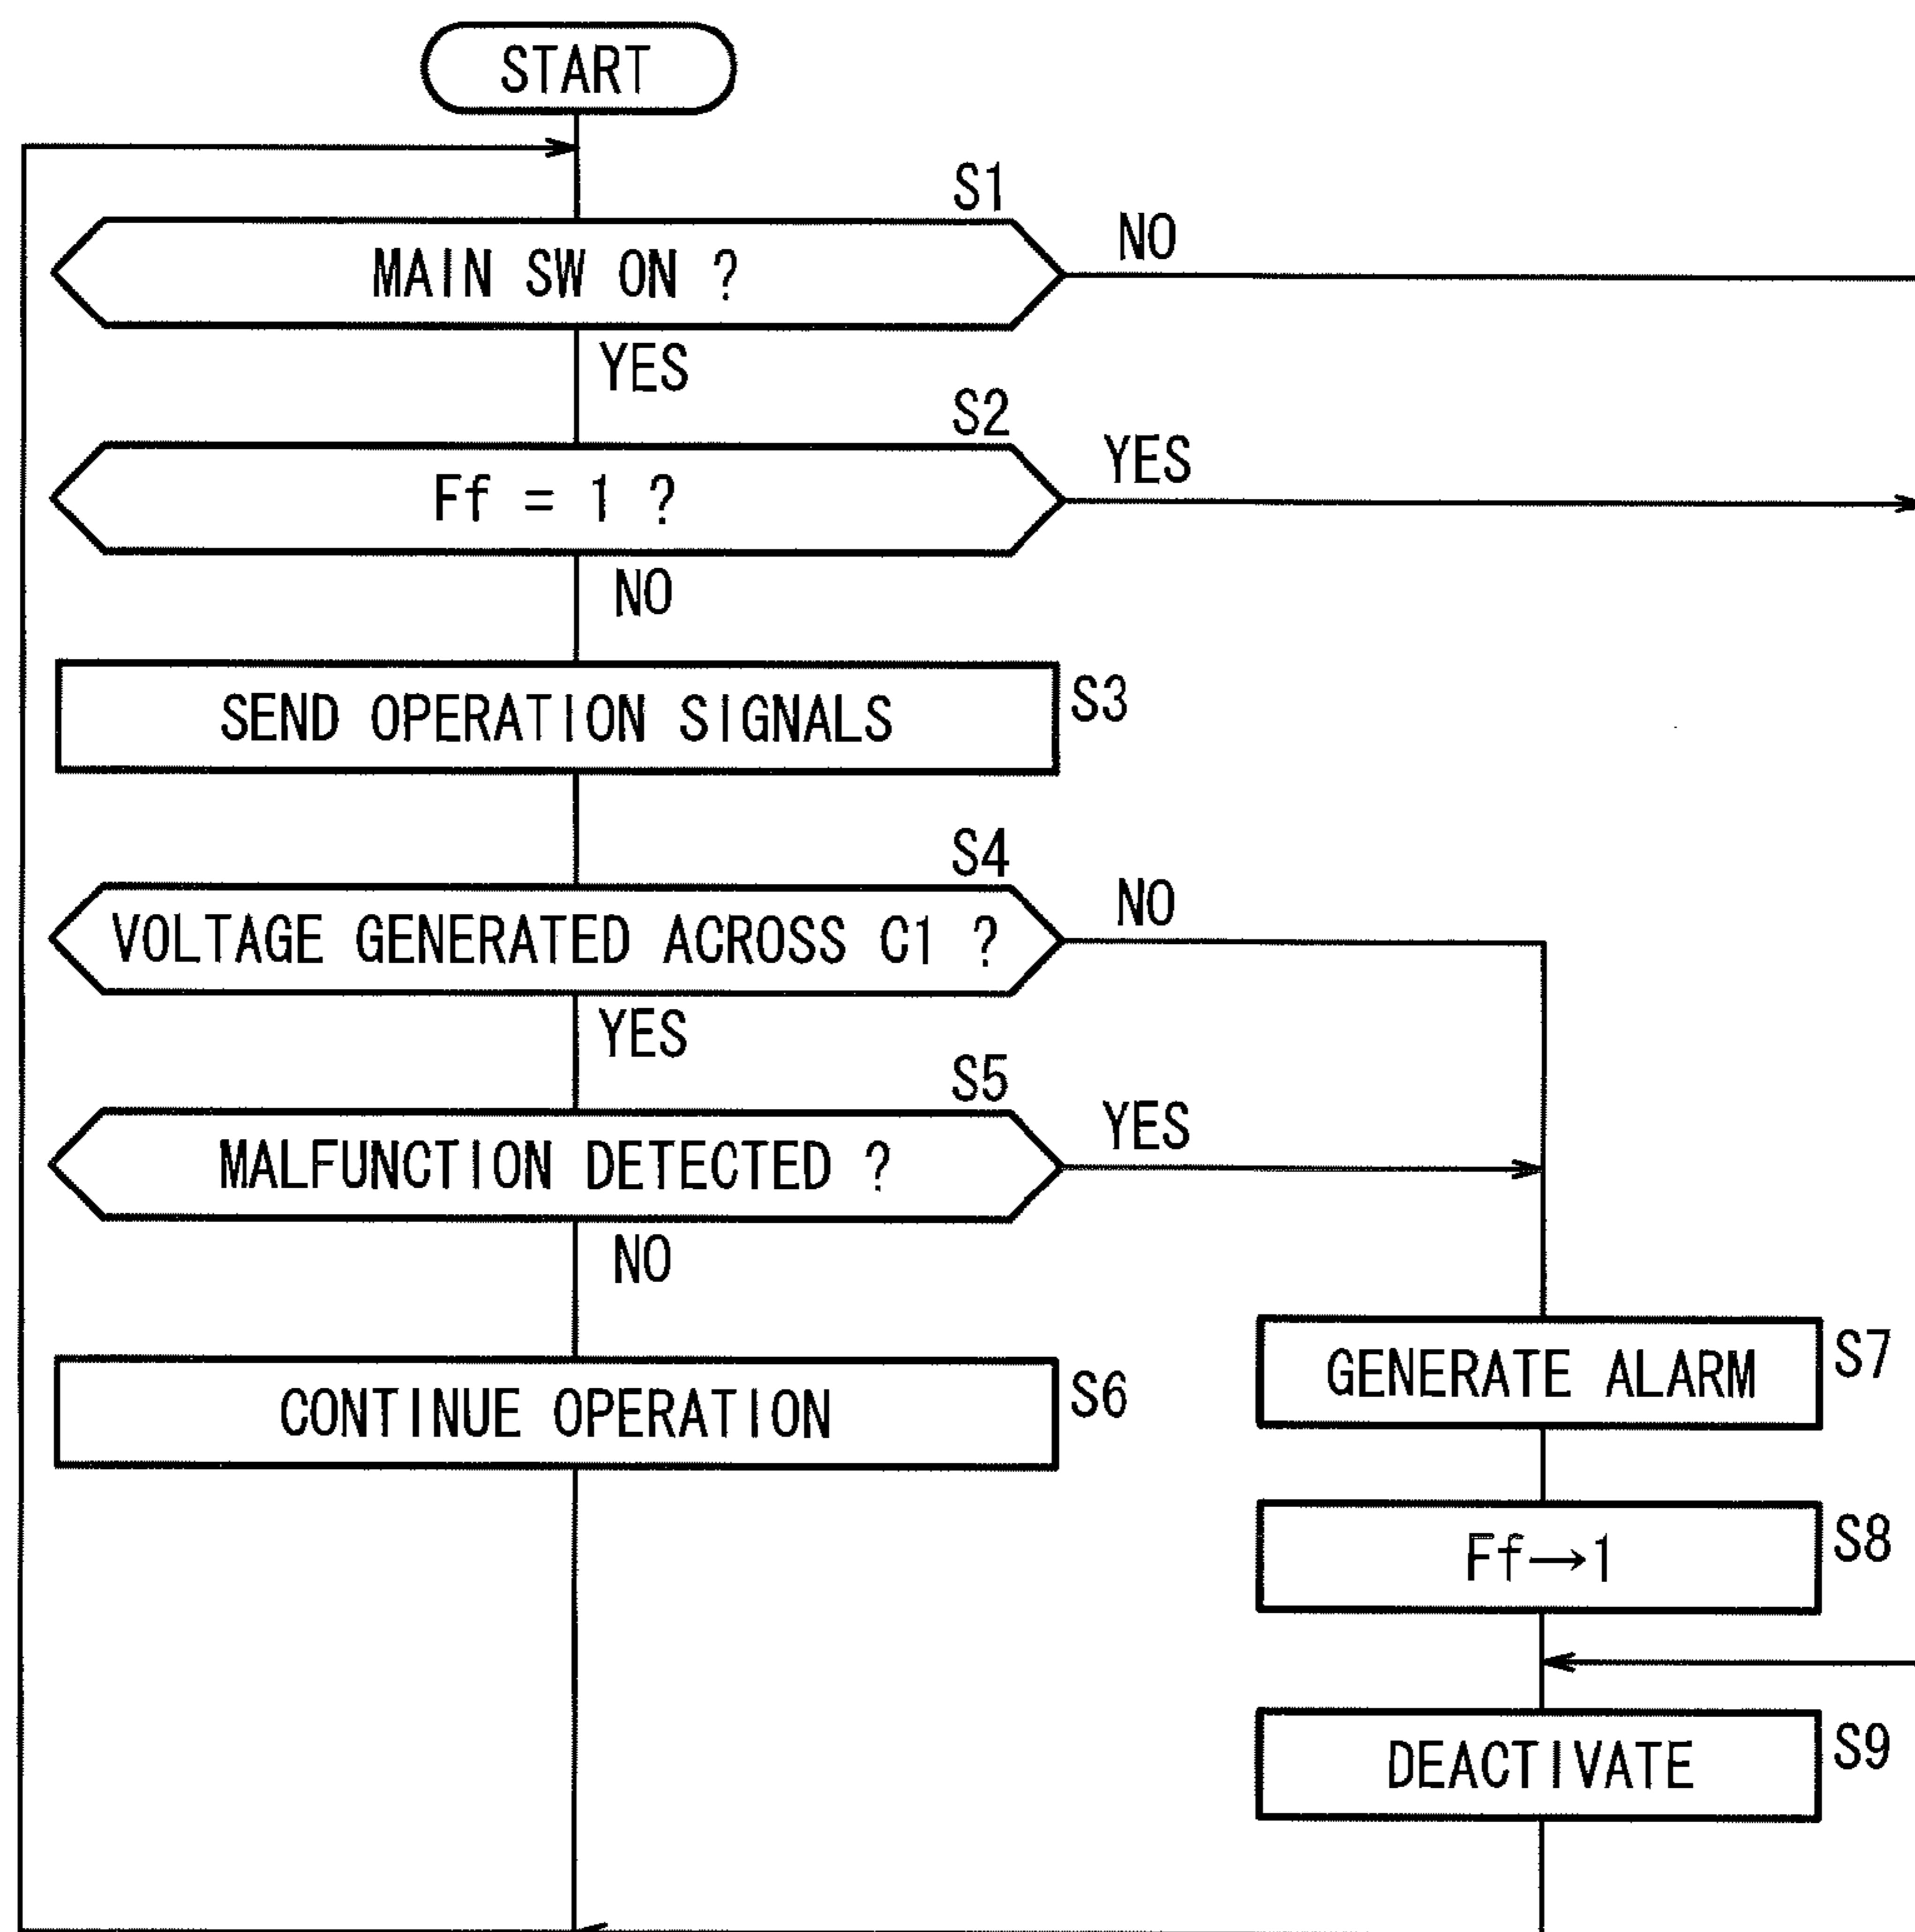 START
S1
MAIN SW ON ?
NO
YES
S2
Ff = 1 ?
YES
NO
SEND OPERATION SIGNALS
S3
S4
VOLTAGE GENERATED ACROSS C1 ?
NO
YES
S5
MALFUNCTION DETECTED ?
YES
NO
CONTINUE OPERATION
S6
GENERATE ALARM
S7
Ff→1
S8
DEACTIVATE
S9